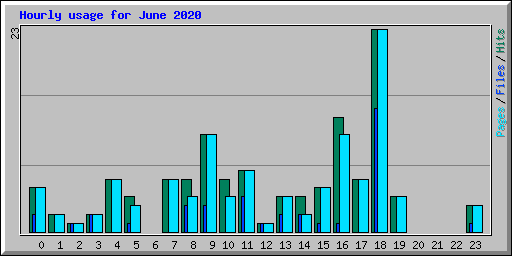 Hourly usage for June 2020
23
Pages/Files/Hits
0 1 2 3 4 5 6 7 8 9 10 11 12 13 14 15 16 17 18 19 20 21 22 23